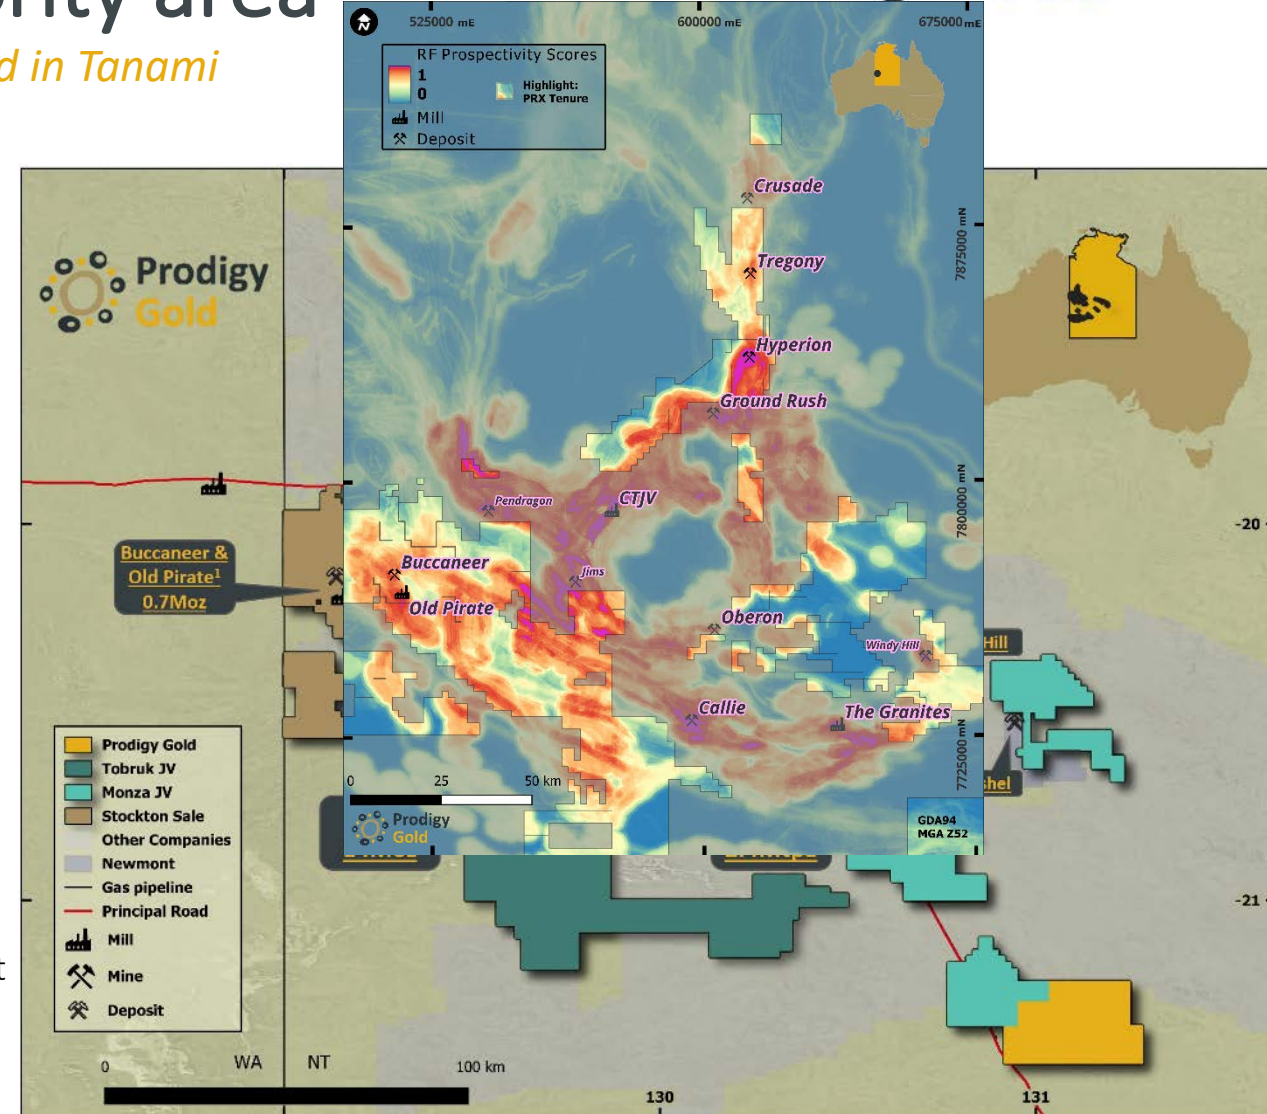 d in Tanami
525000 mE
600000 mE
675000 mE
RF Prospectivity Scores
1
0
Highlight:
PRX Tenure
Mill
Deposit
Crusade
Tregony
Hyperion
Ground Rush
Pendragon
CTJV
Jims
Buccaneer
Old Pirate
Oberon
Windy Hill
Callie
The Granites
7875000 mN
7800000 mN
7725000 mN
0
25
50 km
Prodigy
Gold
GDA94
MGA Z52
Prodigy
Gold
Buccaneer &
Old Pirate1
0.7Moz
Hill
hel
-20
-21
Prodigy Gold
Tobruk JV
Monza JV
Stockton Sale
Other Companies
Newmont
Gas pipeline
Principal Road
Mill
Mine
Deposit
t
WA
NT
0
100 km
130
131